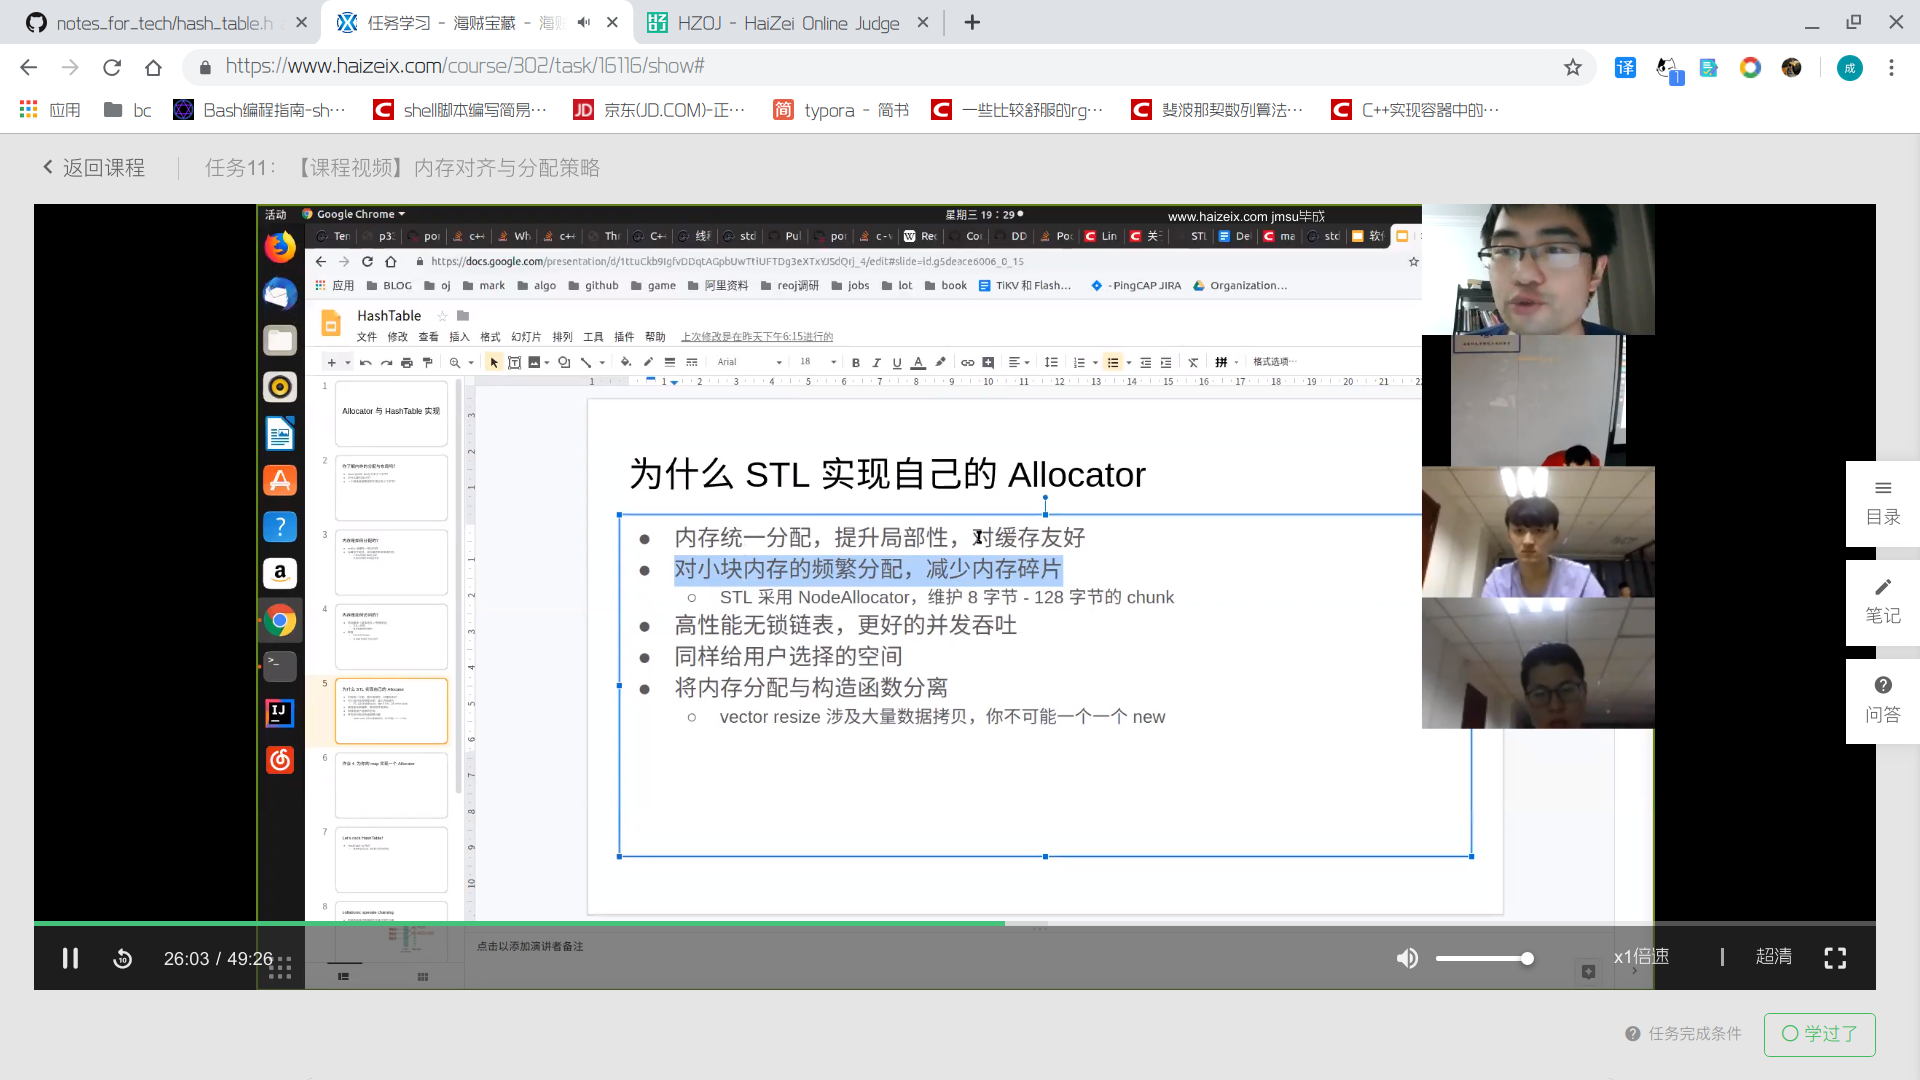 notes_for_tech/hash_table.h
任务学习 - 海贼宝藏 - 海贼
HZOJ - HaiZei Online Judge
https://www.haizeix.com/course/302/task/16116/show#
译
1
成
应用
bc
Bash编程指南-sh…
shell脚本编写简易…
京东(JD.COM)-正…
typora - 简书
一些比较舒服的rg…
斐波那契数列算法…
C++实现容器中的…
返回课程
任务11: 【课程视频】内存对齐与分配策略
活动
Google Chrome
星期三 19:29
www.haizeix.com jmsu毕成
https://docs.google.com/presentation/d/1ttuCkb9IgfvDDqtAGpbUwTtiUFTDg3eXTxYJSdQrj_4/edit#slide=id.g5deace6006_0_15
应用
BLOG
oj
mark
algo
github
game
阿里资料
reoj调研
jobs
lot
book
TiKV 和 Flash…
- PingCAP JIRA
Organization…
HashTable
文件 修改 查看 插入 格式 幻灯片 排列 工具 插件 帮助
上次修改是在昨天下午6:15进行的
Arial
18
格式选项…
Allocator 与 HashTable 实现
为什么 STL 实现自己的 Allocator
内存统一分配，提升局部性，对缓存友好
对小块内存的频繁分配，减少内存碎片
STL 采用 NodeAllocator，维护 8 字节 - 128 字节的 chunk
高性能无锁链表，更好的并发吞吐
同样给用户选择的空间
将内存分配与构造函数分离
vector resize 涉及大量数据拷贝，你不可能一个一个 new
点击以添加演讲者备注
目录
笔记
问答
26:03 / 49:26
x1倍速
超清
任务完成条件
学过了